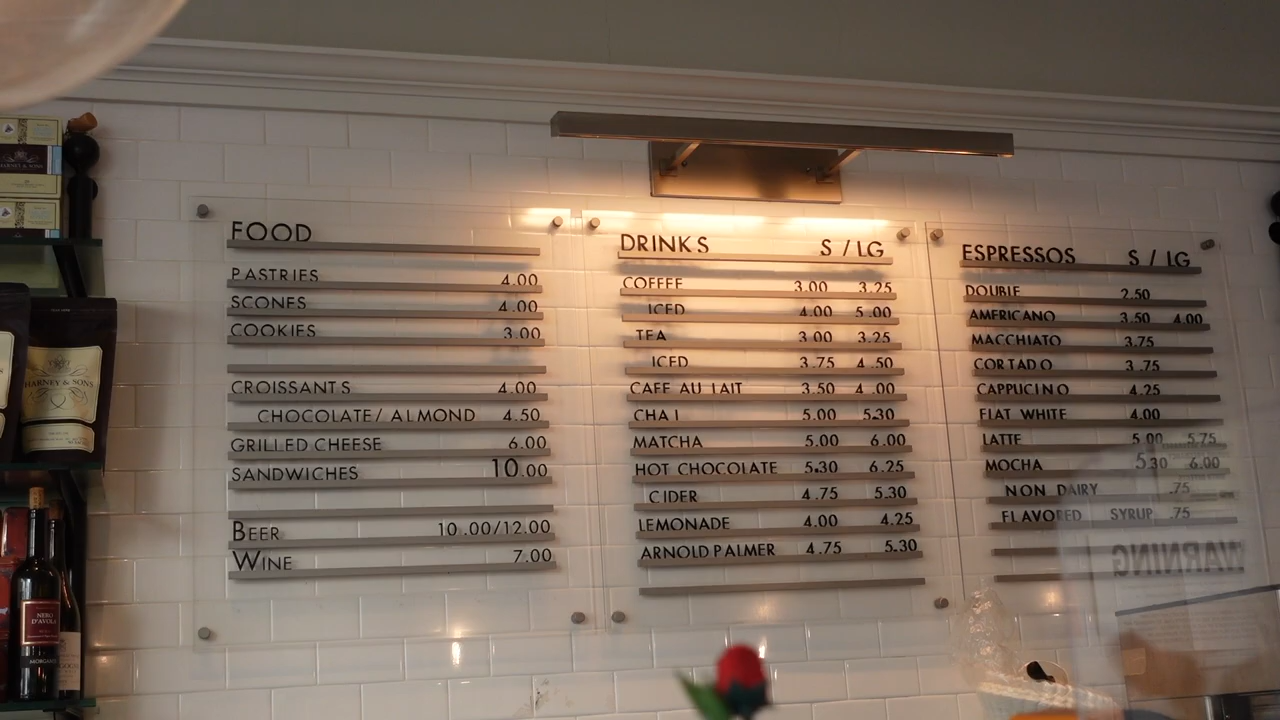 FOOD
PASTRIES 4.00
SCONES 4.00
COOKIES 3.00
CROISSANTS 4.00
CHOCOLATE/ALMOND 4.50
GRILLED CHEESE 6.00
SANDWICHES 10.00
BEER 10.00/12.00
WINE 7.00
DRINKS S / LG
COFFEE 3.00 3.25
ICED 4.00 5.00
TEA 3.00 3.25
ICED 3.75 4.50
CAFE AU LAIT 3.50 4.00
CHAI 5.00 5.30
MATCHA 5.00 6.00
HOT CHOCOLATE 5.30 6.25
CIDER 4.75 5.30
LEMONADE 4.00 4.25
ARNOLD PALMER 4.75 5.30
ESPRESSOS S / LG
DOUBLE 2.50
AMERICANO 3.50 4.00
MACCHIATO 3.75
CORTADO 3.75
CAPPUCINO 4.25
FLAT WHITE 4.00
LATTE 5.00 5.75
MOCHA 5.30 6.00
NON DAIRY .75
FLAVORED SYRUP .75
WARNING
HARNEY & SONS
HARNEY & SONS
NERO
D'AVOLA